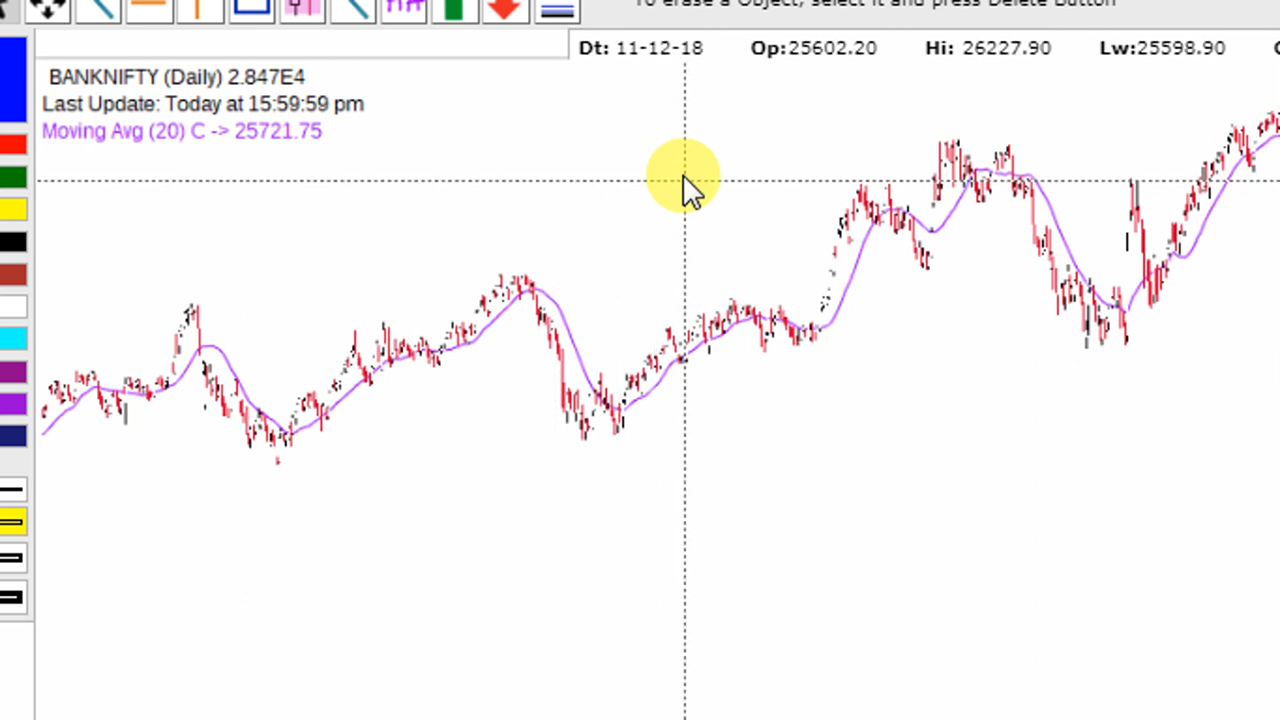 To erase a Object, select it and press Delete Button
Dt: 11-12-18 Op:25602.20 Hi: 26227.90 Lw:25598.90
BANKNIFTY (Daily) 2.847E4
Last Update: Today at 15:59:59 pm
Moving Avg (20) C -> 25721.75